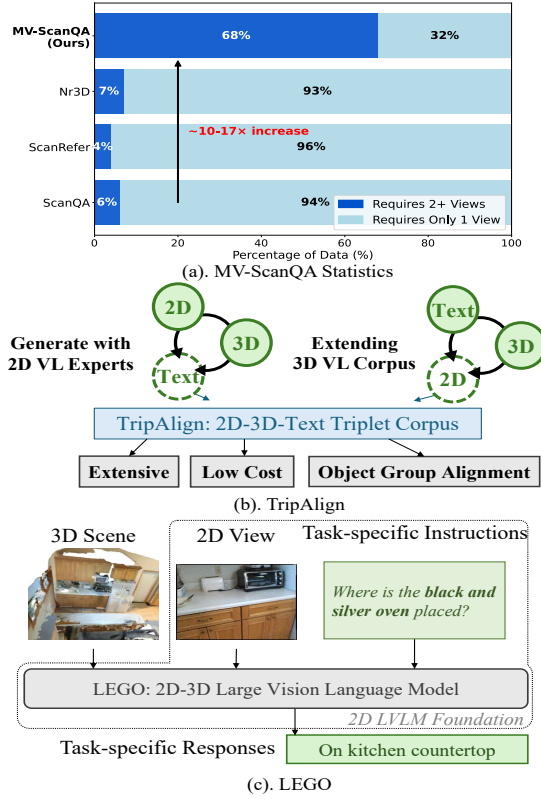 MV-ScanQA
(Ours)
68%
32%
Nr3D
7%
93%
~10-17× increase
ScanRefer
4%
96%
ScanQA
6%
94%
Requires 2+ Views
Requires Only 1 View
0
20
40
60
80
100
Percentage of Data (%)
(a). MV-ScanQA Statistics
2D
3D
Text
Generate with
2D VL Experts
Extending
3D VL Corpus
Text
3D
2D
TripAlign: 2D-3D-Text Triplet Corpus
Extensive
Low Cost
Object Group Alignment
(b). TripAlign
3D Scene
2D View
Task-specific Instructions
Where is the black and
silver oven placed?
LEGO: 2D-3D Large Vision Language Model
2D LVLM Foundation
Task-specific Responses
On kitchen countertop
(c). LEGO